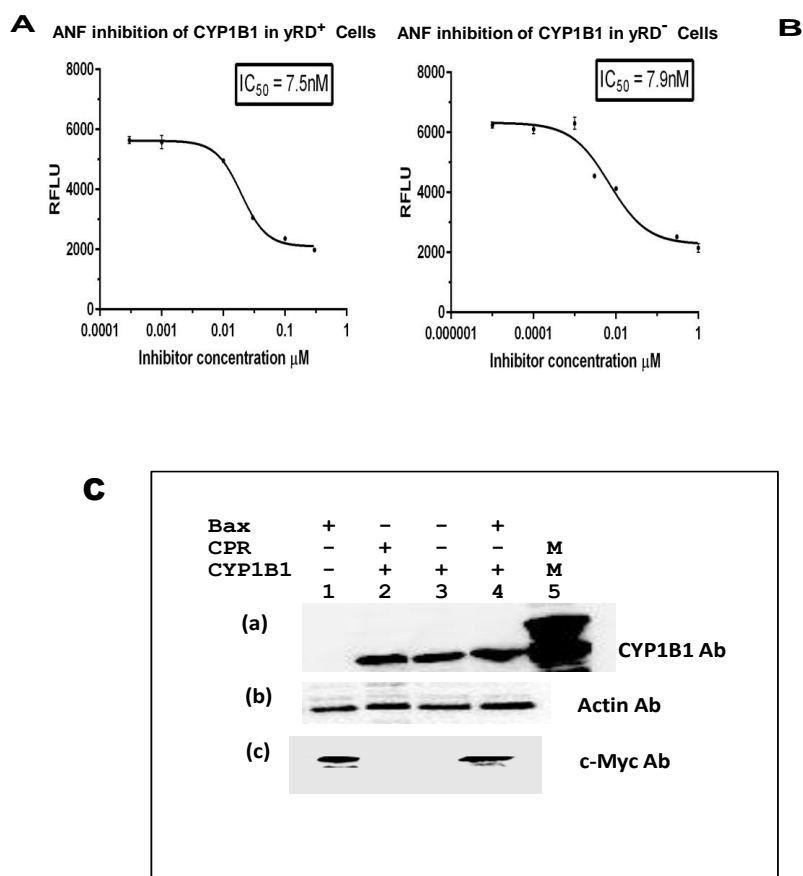 A
ANF inhibition of CYP1B1 in yRD+ Cells
IC50 = 7.5nM
RFLU
8000
6000
4000
2000
0
0.0001 0.001 0.01 0.1 1
Inhibitor concentration μM
B
ANF inhibition of CYP1B1 in yRD- Cells
IC50 = 7.9nM
RFLU
8000
6000
4000
2000
0
0.000001 0.0001 0.01 1
Inhibitor concentration μM
C
Bax + - - +
CPR - + - - M
CYP1B1 - + + + M
1 2 3 4 5
(a) CYP1B1 Ab
(b) Actin Ab
(c) c-Myc Ab